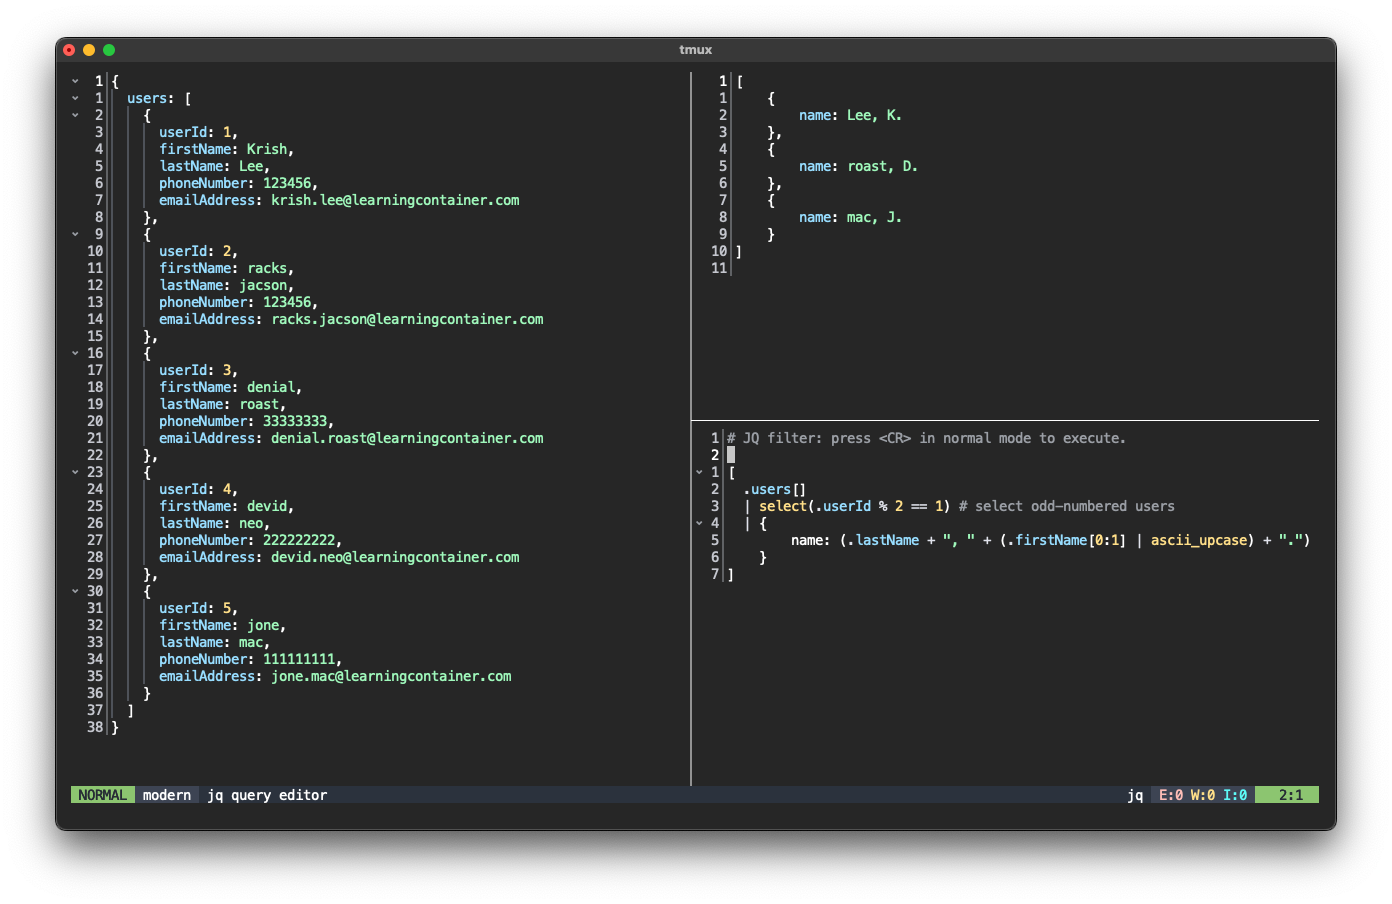 tmux
1 {
1 users: [
2 {
3 userId: 1,
4 firstName: Krish,
5 lastName: Lee,
6 phoneNumber: 123456,
7 emailAddress: krish.lee@learningcontainer.com
8 },
9 {
10 userId: 2,
11 firstName: racks,
12 lastName: jacson,
13 phoneNumber: 123456,
14 emailAddress: racks.jacson@learningcontainer.com
15 },
16 {
17 userId: 3,
18 firstName: denial,
19 lastName: roast,
20 phoneNumber: 33333333,
21 emailAddress: denial.roast@learningcontainer.com
22 },
23 {
24 userId: 4,
25 firstName: devid,
26 lastName: neo,
27 phoneNumber: 222222222,
28 emailAddress: devid.neo@learningcontainer.com
29 },
30 {
31 userId: 5,
32 firstName: jone,
33 lastName: mac,
34 phoneNumber: 111111111,
35 emailAddress: jone.mac@learningcontainer.com
36 }
37 ]
38 }
1 [
1 {
2 name: Lee, K.
3 },
4 {
5 name: roast, D.
6 },
7 {
8 name: mac, J.
9 }
10 ]
11
1 # JQ filter: press <CR> in normal mode to execute.
2
1 [
2 .users[]
3 | select(.userId % 2 == 1) # select odd-numbered users
4 | {
5 name: (.lastName + ", " + (.firstName[0:1] | ascii_upcase) + ".")
6 }
7 ]
NORMAL modern jq query editor jq E:0 W:0 I:0 2:1